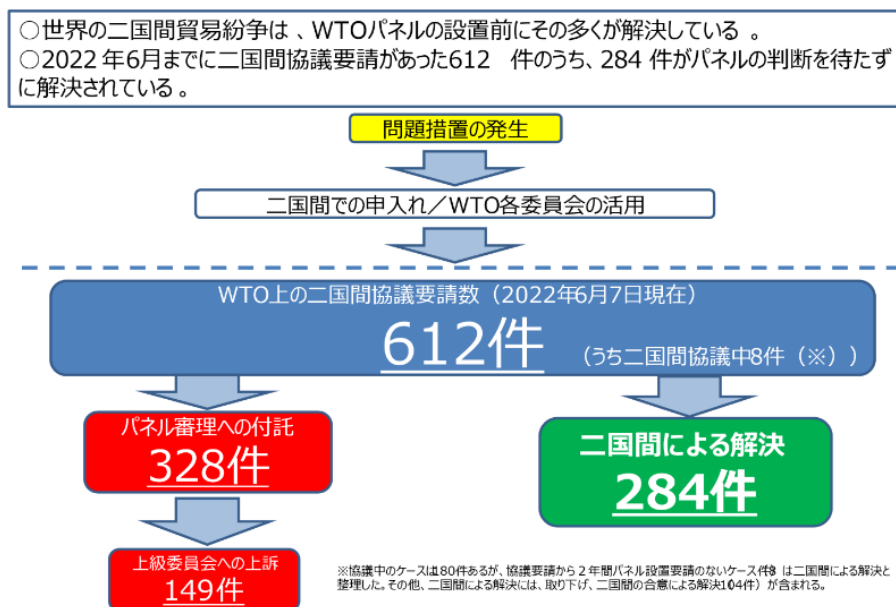 ○世界の二国間貿易紛争は 、WTOパネルの設置前にその多くが解決している 。
○2022 年6月までに二国間協議要請があった612 件のうち、284 件がパネルの判断を待たず
に解決されている 。
問題措置の発生
二国間での申入れ/WTO各委員会の活用
WTO上の二国間協議要請数(2022年6月7日現在)
612件 (うち二国間協議中8件(※))
パネル審理への付託
328件
二国間による解決
284件
上級委員会への上訴
149件
※協議中のケースは180件あるが、協議要請から2年間パネル設置要請のないケース は二国間による解決と
整理した。その他、二国間による解決には、取り下げ、二国間の合意による解決104件)が含まれる。